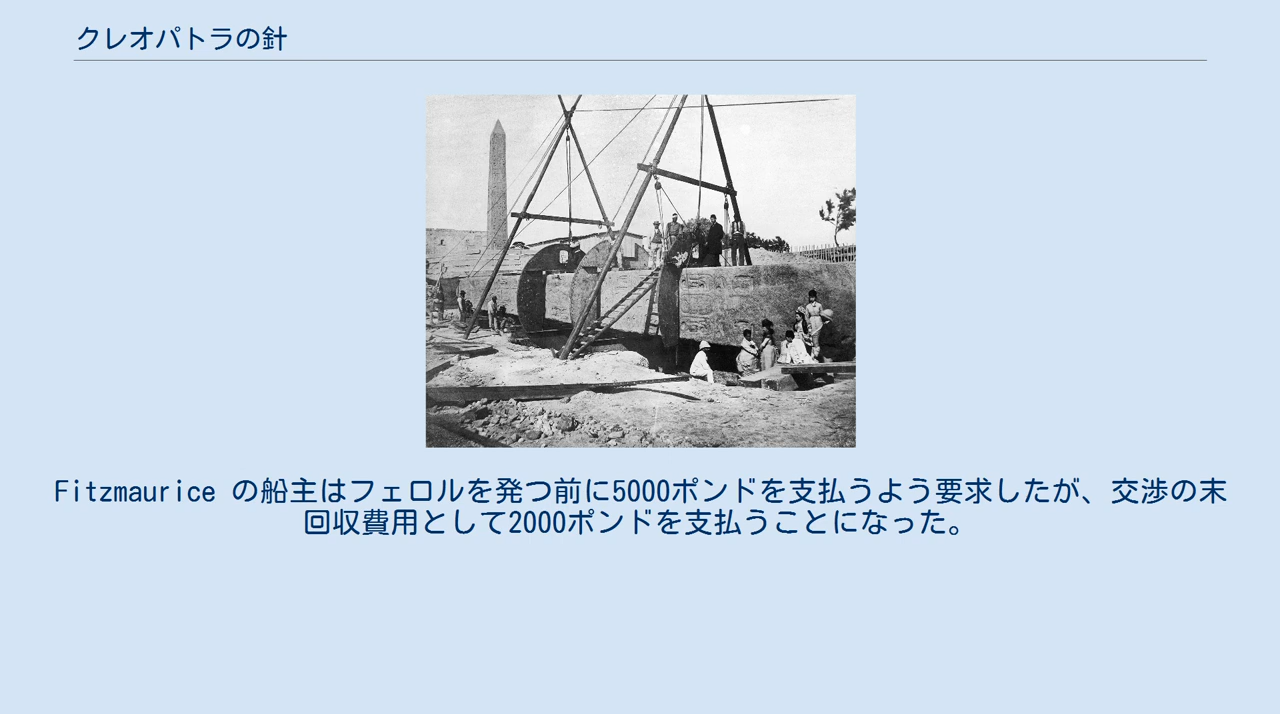 クレオパトラの針
Fitzmaurice の船主はフェロルを発つ前に5000ポンドを支払うよう要求したが、交渉の末
回収費用として2000ポンドを支払うことになった。